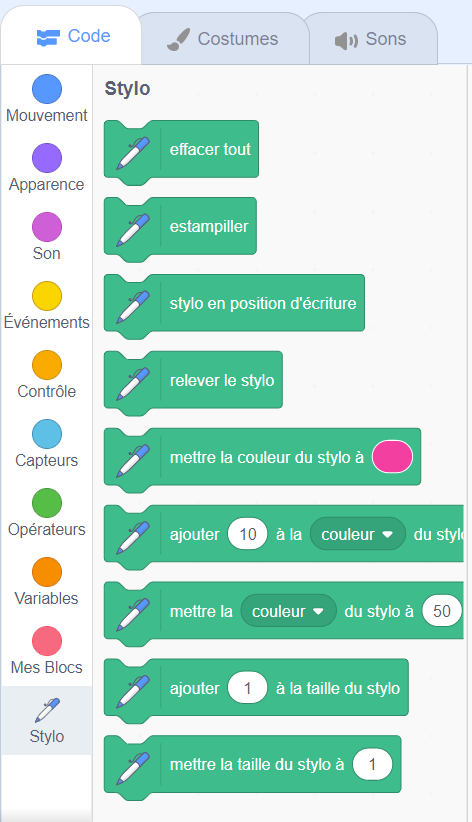 Code Costumes Sons
Stylo
Mouvement
Apparence
Son
Événements
Contrôle
Capteurs
Opérateurs
Variables
Mes Blocs
Stylo
effacer tout
estampiller
stylo en position d'écriture
relever le stylo
mettre la couleur du stylo à
ajouter 10 à la couleur du
mettre la couleur du stylo à 50
ajouter 1 à la taille du stylo
mettre la taille du stylo à 1